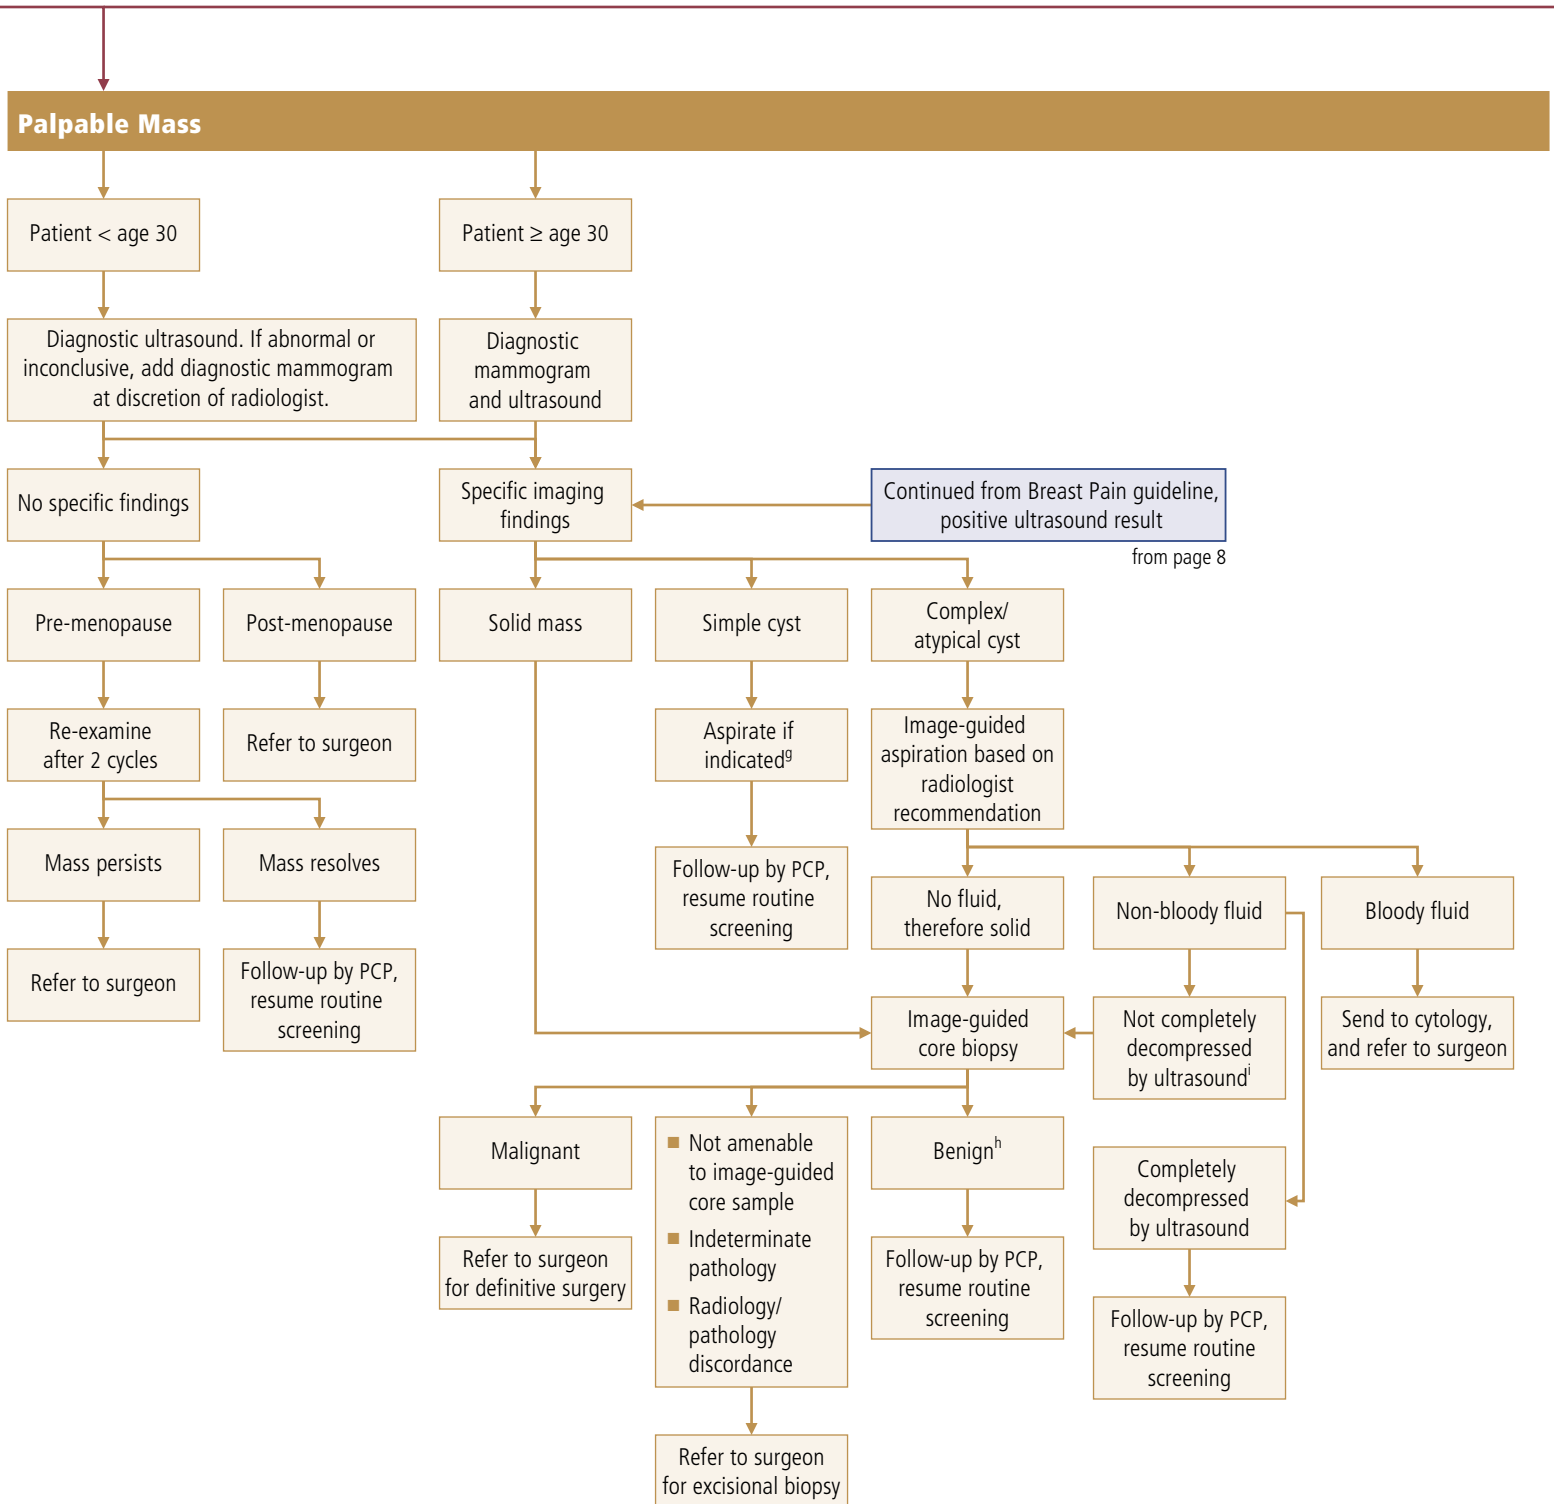 Palpable Mass
Patient < age 30
Patient ≥ age 30
Diagnostic ultrasound. If abnormal or
inconclusive, add diagnostic mammogram
at discretion of radiologist.
Diagnostic
mammogram
and ultrasound
No specific findings
Specific imaging
findings
Continued from Breast Pain guideline,
positive ultrasound result
from page 8
Pre-menopause
Post-menopause
Solid mass
Simple cyst
Complex/
atypical cyst
Re-examine
after 2 cycles
Refer to surgeon
Aspirate if
indicatedᵍ
Image-guided
aspiration based on
radiologist
recommendation
Mass persists
Mass resolves
Follow-up by PCP,
resume routine
screening
No fluid,
therefore solid
Non-bloody fluid
Bloody fluid
Refer to surgeon
Follow-up by PCP,
resume routine
screening
Image-guided
core biopsy
Not completely
decompressed
by ultrasoundⁱ
Send to cytology,
and refer to surgeon
Malignant
■ Not amenable
to image-guided
core sample
■ Indeterminate
pathology
■ Radiology/
pathology
discordance
Benignʰ
Completely
decompressed
by ultrasound
Refer to surgeon
for definitive surgery
Follow-up by PCP,
resume routine
screening
Follow-up by PCP,
resume routine
screening
Refer to surgeon
for excisional biopsy